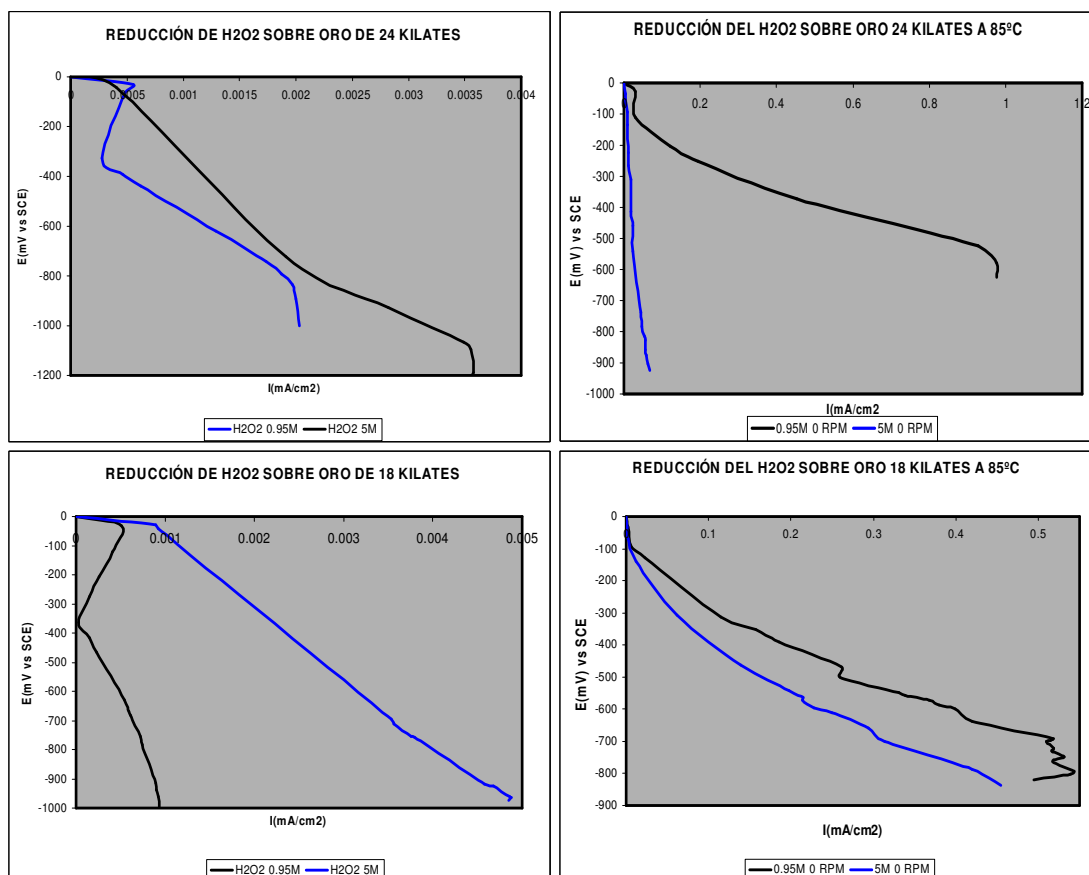 REDUCCIÓN DE H2O2 SOBRE ORO DE 24 KILATES
0 0.0005 0.001 0.0015 0.002 0.0025 0.003 0.0035 0.004
0
-200
-400
-600
-800
-1000
-1200
E(mV vs SCE)
I(mA/cm2)
H2O2 0.95M H2O2 5M
REDUCCIÓN DEL H2O2 SOBRE ORO 24 KILATES A 85ºC
0 0.2 0.4 0.6 0.8 1 1.2
0
-100
-200
-300
-400
-500
-600
-700
-800
-900
-1000
E (mV) vs SCE
I(mA/cm2
0.95M 0 RPM 5M 0 RPM
REDUCCIÓN DE H2O2 SOBRE ORO DE 18 KILATES
0 0.001 0.002 0.003 0.004 0.005
0
-100
-200
-300
-400
-500
-600
-700
-800
-900
-1000
E(mV vs SCE)
I(mA/cm2)
H2O2 0.95M H2O2 5M
REDUCCIÓN DEL H2O2 SOBRE ORO 18 KILATES A 85ºC
0 0.1 0.2 0.3 0.4 0.5
0
-100
-200
-300
-400
-500
-600
-700
-800
-900
E(mV) vs SCE
I(mA/cm2)
0.95M 0 RPM 5M 0 RPM